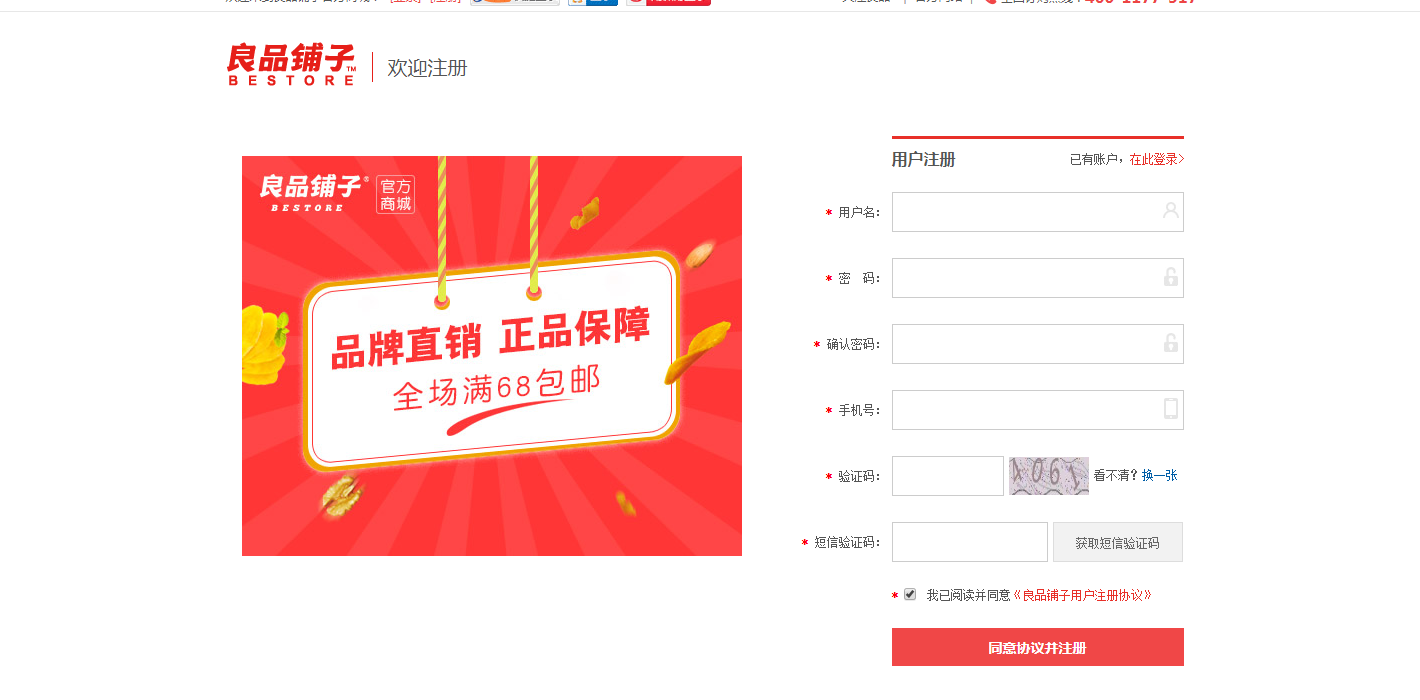 良品铺子™
BESTORE
欢迎注册
良品铺子®
BESTORE
官方
商城
品牌直销 正品保障
全场满68包邮
用户注册
已有账户，在此登录>
* 用户名：
* 密 码：
* 确认密码：
* 手机号：
* 验证码：
看不清？换一张
* 短信验证码：
获取短信验证码
* 我已阅读并同意《良品铺子用户注册协议》
同意协议并注册